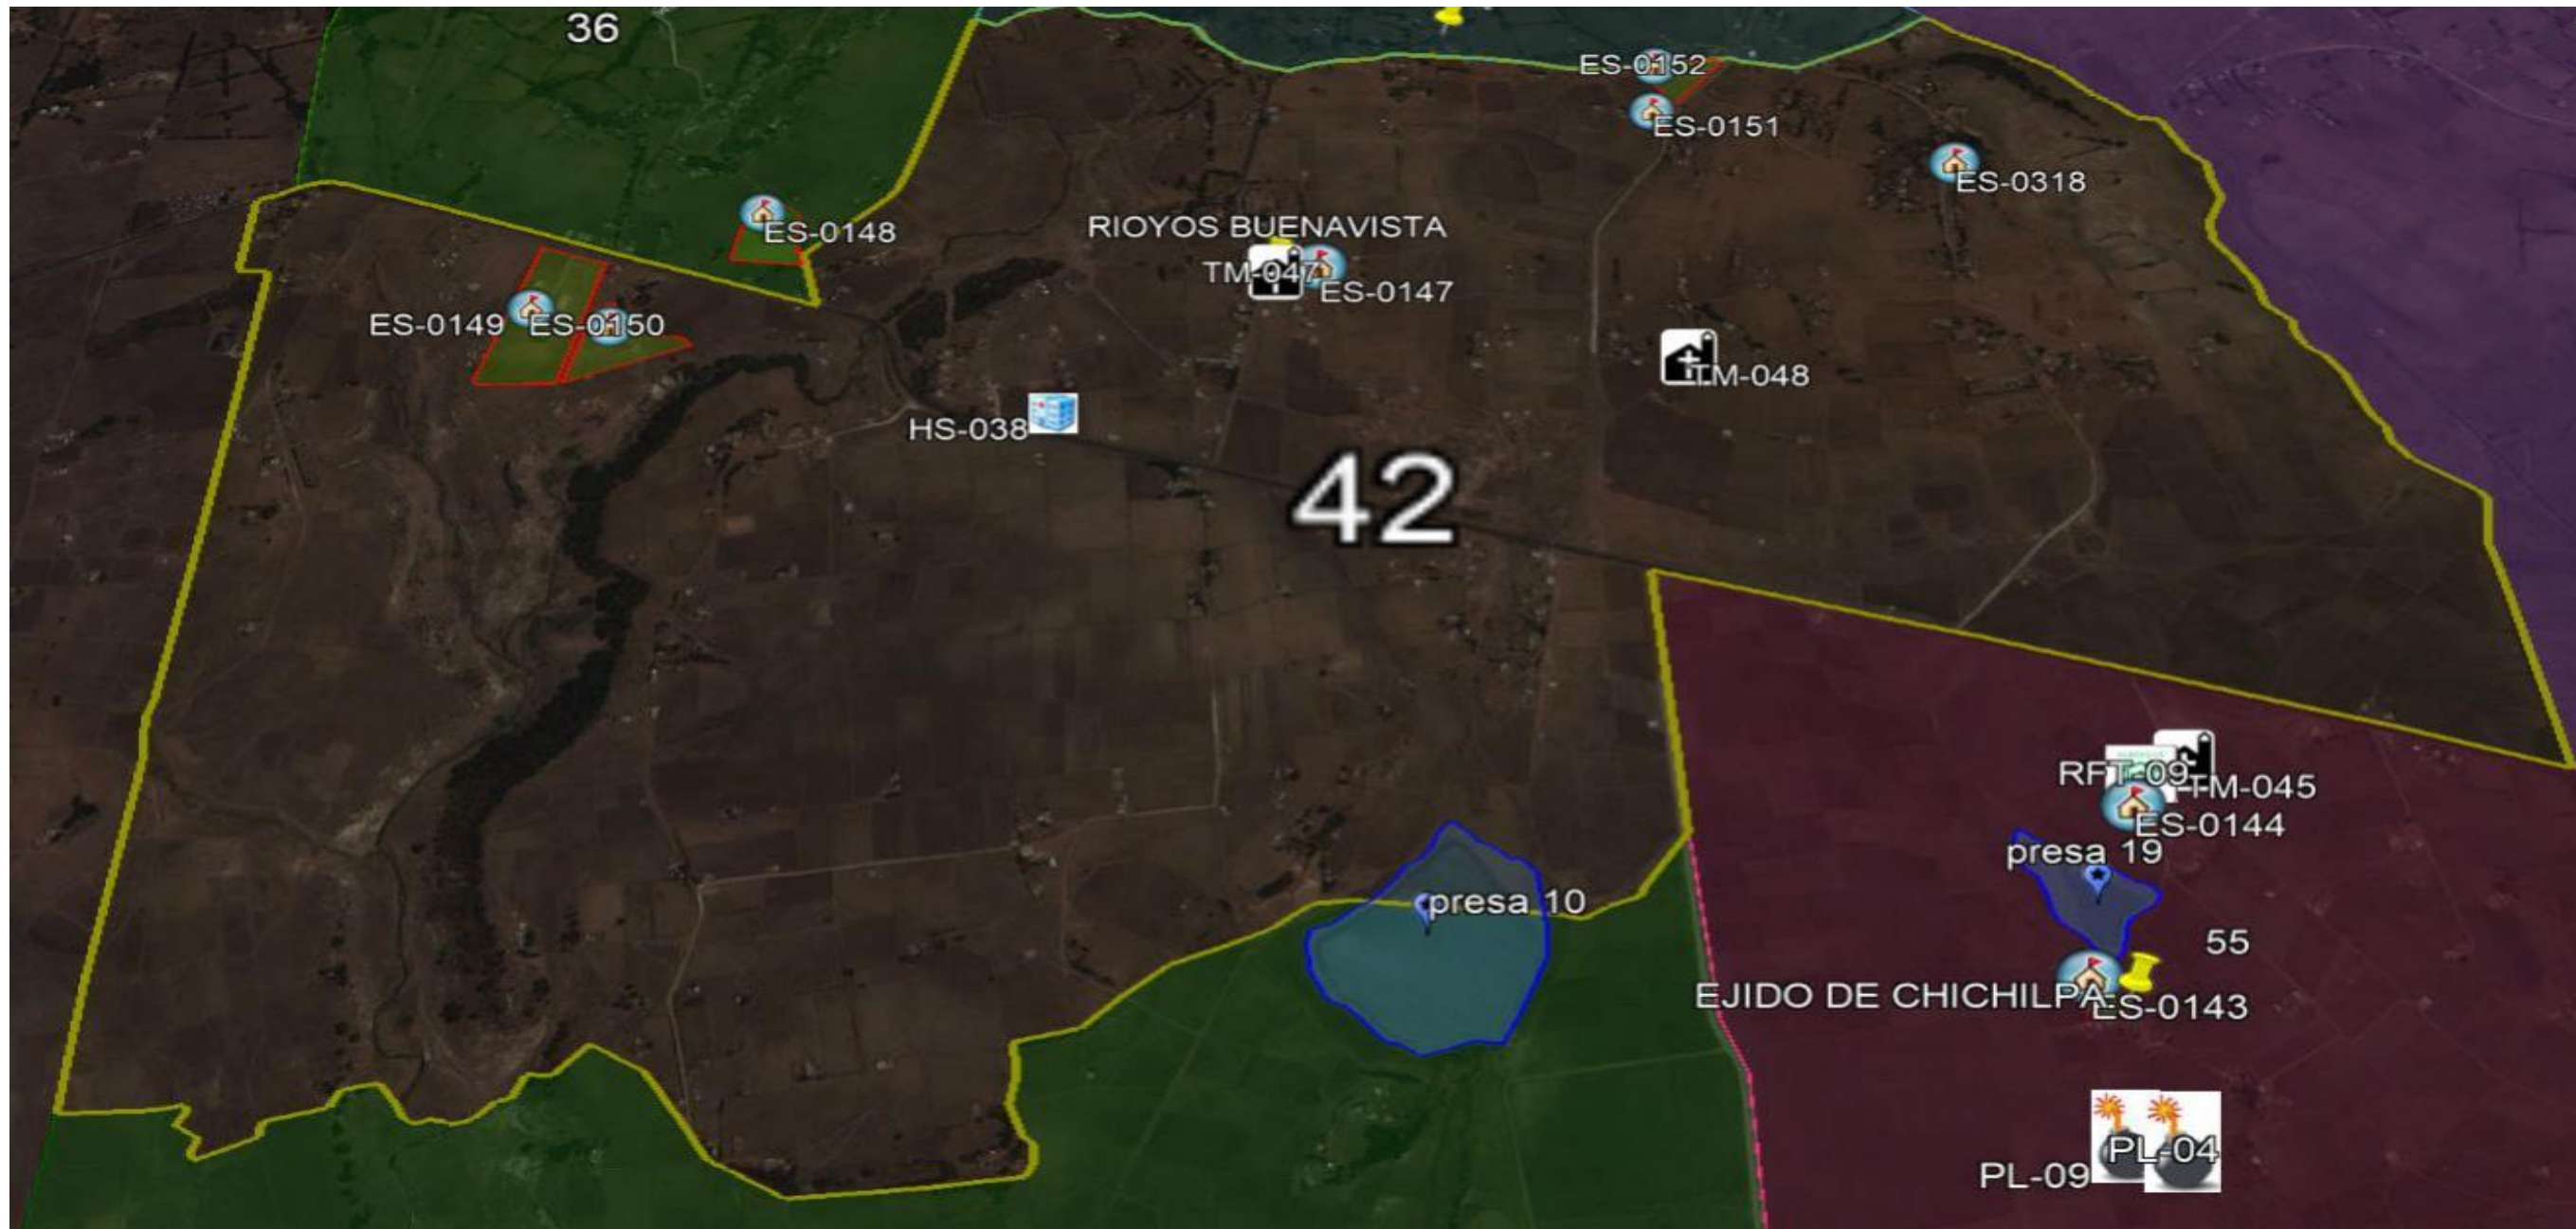 36
ES-0152
ES-0151
ES-0318
ES-0148
RIOYOS BUENAVISTA
TM-047
ES-0147
ES-0149
ES-0150
TM-048
HS-038
42
RFT-09
TM-045
ES-0144
presa 19
presa 10
55
EJIDO DE CHICHILPA
ES-0143
PL-04
PL-09